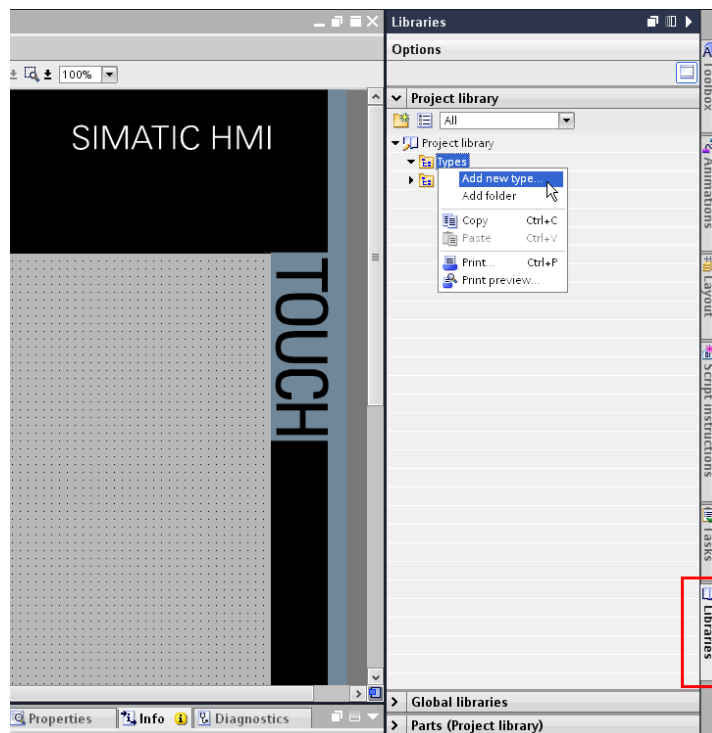 Libraries
Options
100%
Project library
All
SIMATIC HMI
Project library
Types
Add new type...
Add folder
Copy Ctrl+C
Paste Ctrl+V
Print... Ctrl+P
Print preview...
TOUCH
Toolbox
Animations
Layout
Script instructions
Tasks
Libraries
Global libraries
Properties
Info
Diagnostics
Parts (Project library)